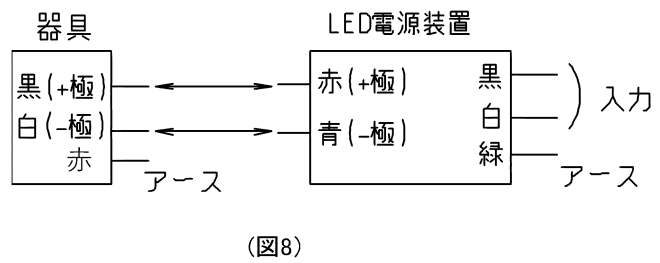 器具
LED電源装置
黒(+極)
白(-極)
赤
アース
赤(+極)
青(-極)
黒
白
緑
入力
アース
(図8)